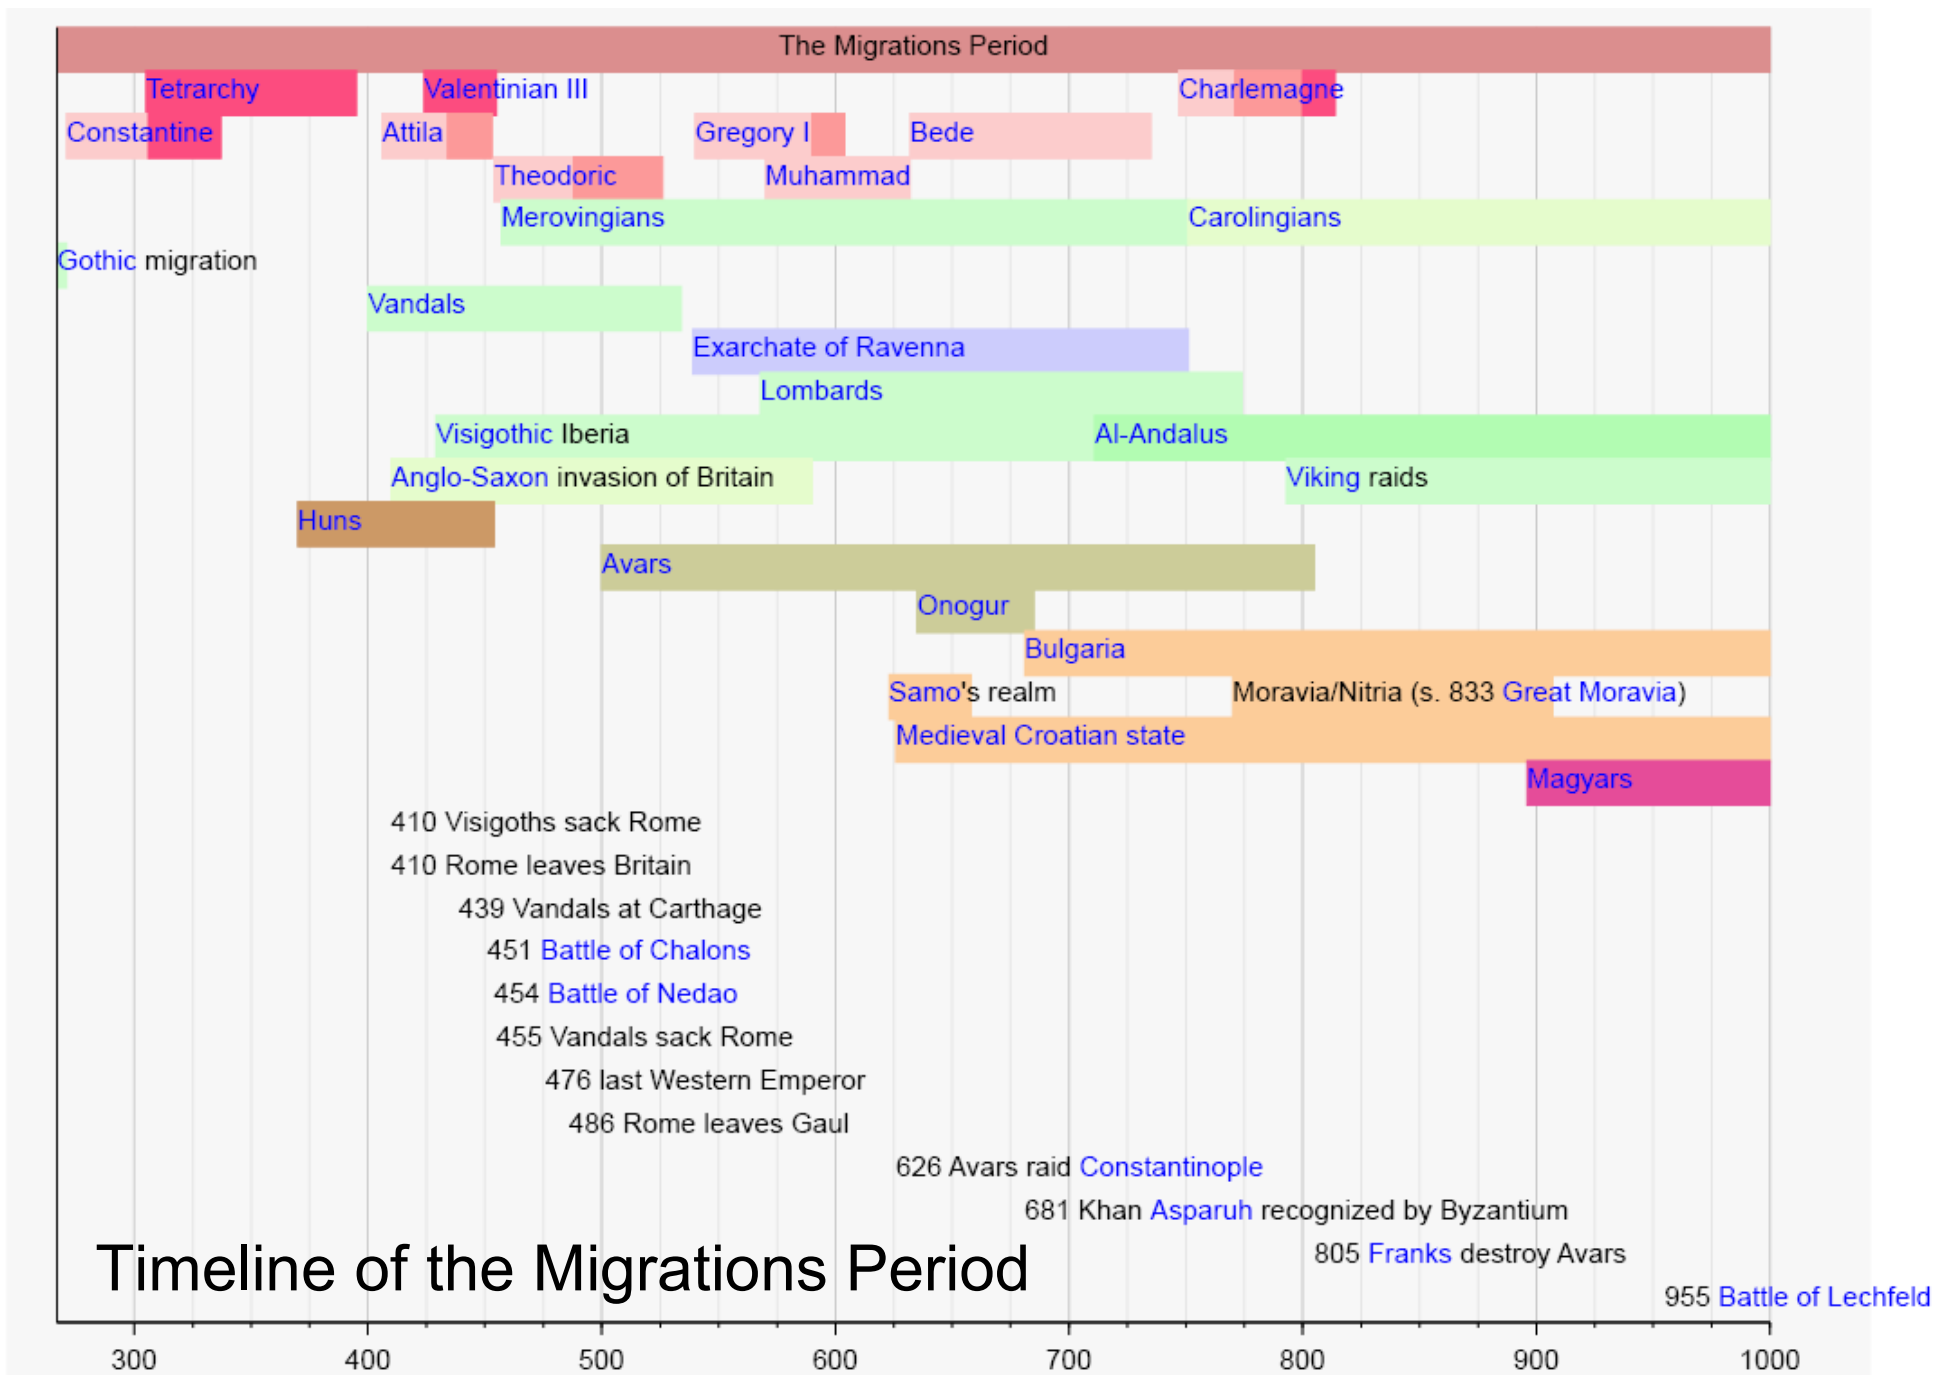 The Migrations Period
Tetrarchy Valentinian III Charlemagne
Constantine Attila Gregory I Bede
Theodoric Muhammad
Merovingians Carolingians
Gothic migration
Vandals
Exarchate of Ravenna
Lombards
Visigothic Iberia Al-Andalus
Anglo-Saxon invasion of Britain Viking raids
Huns
Avars
Onogur
Bulgaria
Samo's realm Moravia/Nitria (s. 833 Great Moravia)
Medieval Croatian state
Magyars
410 Visigoths sack Rome
410 Rome leaves Britain
439 Vandals at Carthage
451 Battle of Chalons
454 Battle of Nedao
455 Vandals sack Rome
476 last Western Emperor
486 Rome leaves Gaul
626 Avars raid Constantinople
681 Khan Asparuh recognized by Byzantium
805 Franks destroy Avars
Timeline of the Migrations Period
955 Battle of Lechfeld
300 400 500 600 700 800 900 1000